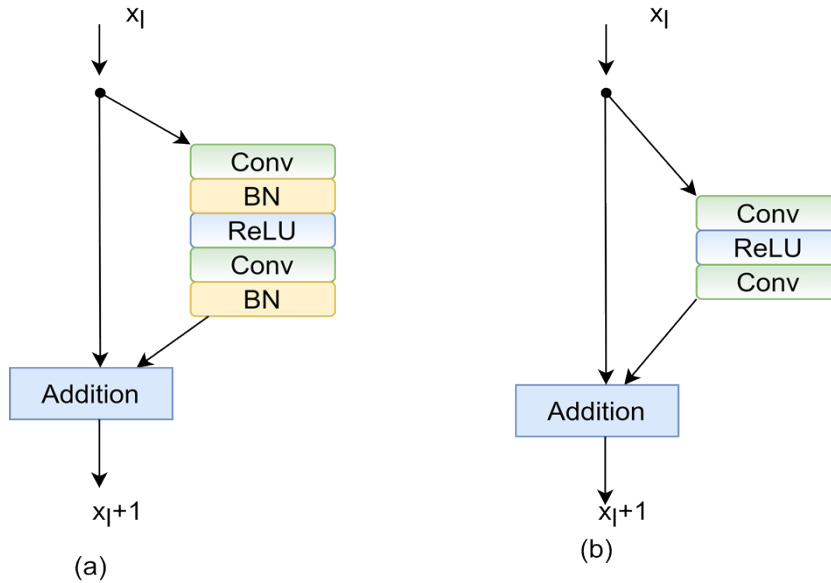 xl
Conv
BN
ReLU
Conv
BN
Addition
xl+1
(a)
xl
Conv
ReLU
Conv
Addition
xl+1
(b)